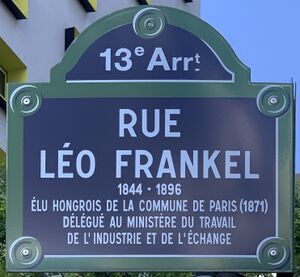 13e Arrt.
RUE
LÉO FRANKEL
1844 - 1896
ÉLU HONGROIS DE LA COMMUNE DE PARIS (1871)
DÉLÉGUÉ AU MINISTÈRE DU TRAVAIL
DE L'INDUSTRIE ET DE L'ÉCHANGE